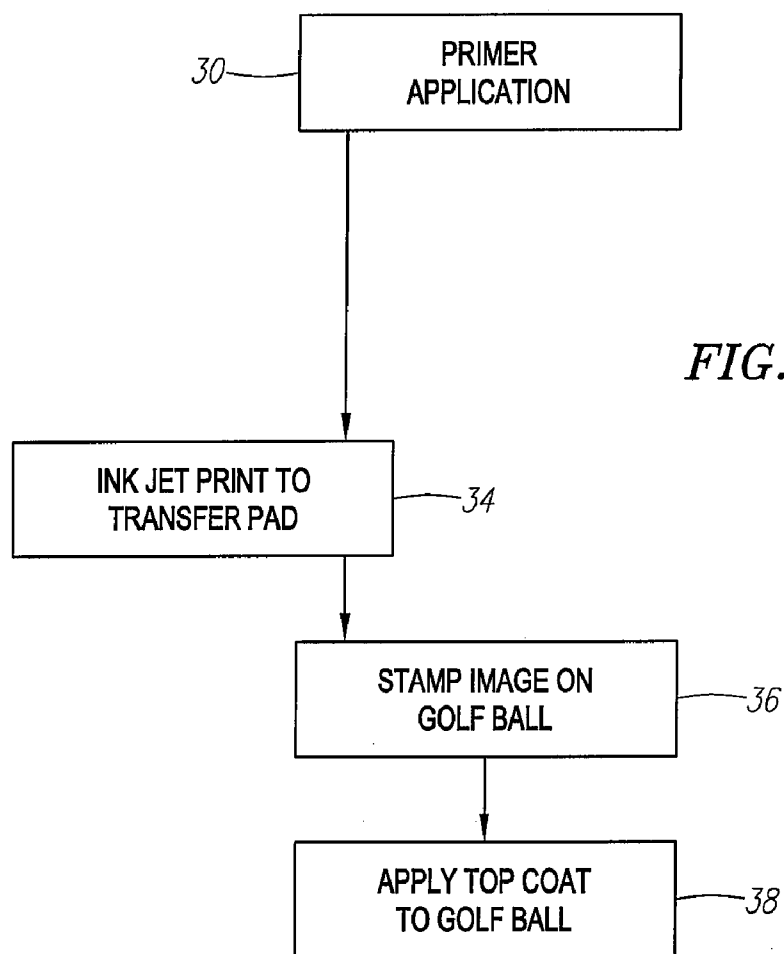 PRIMER
APPLICATION
30
FIG.
INK JET PRINT TO
TRANSFER PAD
34
STAMP IMAGE ON
GOLF BALL
36
APPLY TOP COAT
TO GOLF BALL
38